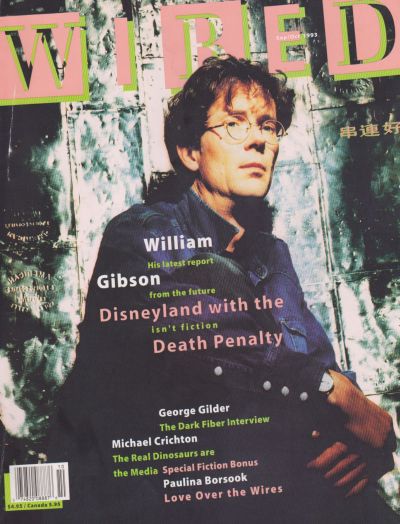 WIRED
Sep/Oct 1993
串連好
William
His latest report
Gibson
from the future
Disneyland with the
isn't fiction
Death Penalty
George Gilder
The Dark Fiber Interview
Michael Crichton
The Real Dinosaurs are
the Media Special Fiction Bonus
Paulina Borsook
Love Over the Wires
10
$4.95 / Canada 5.95